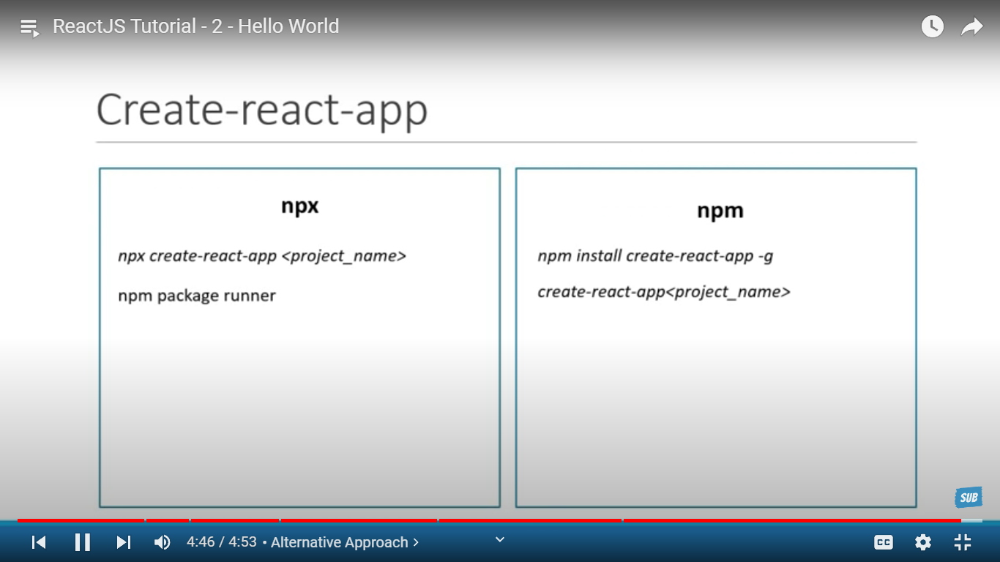 ReactJS Tutorial - 2 - Hello World
Create-react-app
npx
npx create-react-app <project_name>
npm package runner
npm
npm install create-react-app -g
create-react-app<project_name>
SUB
4:46 / 4:53 • Alternative Approach >
CC